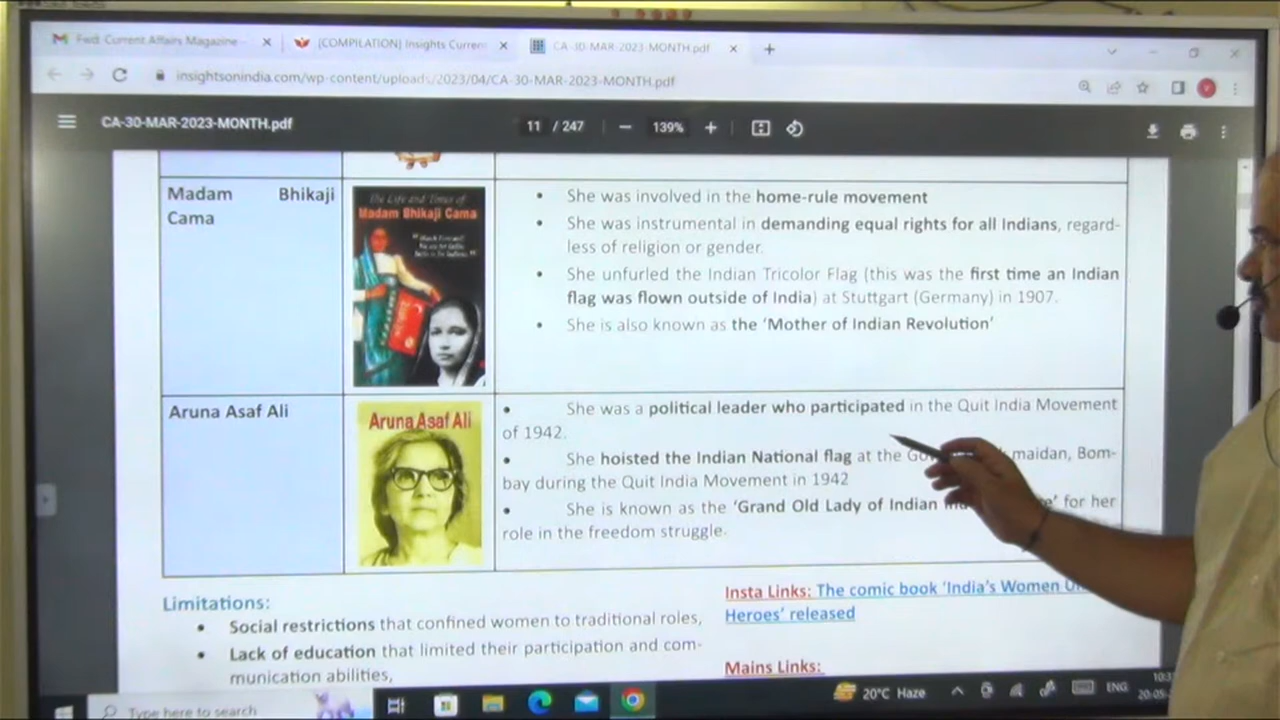 Fwd: Current Affairs Magazine
[COMPILATION] Insights Current
CA-30-MAR-2023-MONTH.pdf
insightsonindia.com/wp-content/uploads/2023/04/CA-30-MAR-2023-MONTH.pdf
CA-30-MAR-2023-MONTH.pdf
11 / 247
139%
Madam Bhikaji
Cama
The Life and Times of
Madam Bhikaji Cama
• She was involved in the home-rule movement
• She was instrumental in demanding equal rights for all Indians, regard-
less of religion or gender.
• She unfurled the Indian Tricolor Flag (this was the first time an Indian
flag was flown outside of India) at Stuttgart (Germany) in 1907.
• She is also known as the ‘Mother of Indian Revolution’
Aruna Asaf Ali
Aruna Asaf Ali
• She was a political leader who participated in the Quit India Movement
of 1942.
• She hoisted the Indian National flag at the maidan, Bom-
bay during the Quit India Movement in 1942
• She is known as the ‘Grand Old Lady of Indian for her
role in the freedom struggle.
Limitations:
• Social restrictions that confined women to traditional roles,
• Lack of education that limited their participation and com-
munication abilities,
Insta Links: The comic book ‘India’s Women
Heroes’ released
Mains Links:
Type here to search
20°C Haze
ENG